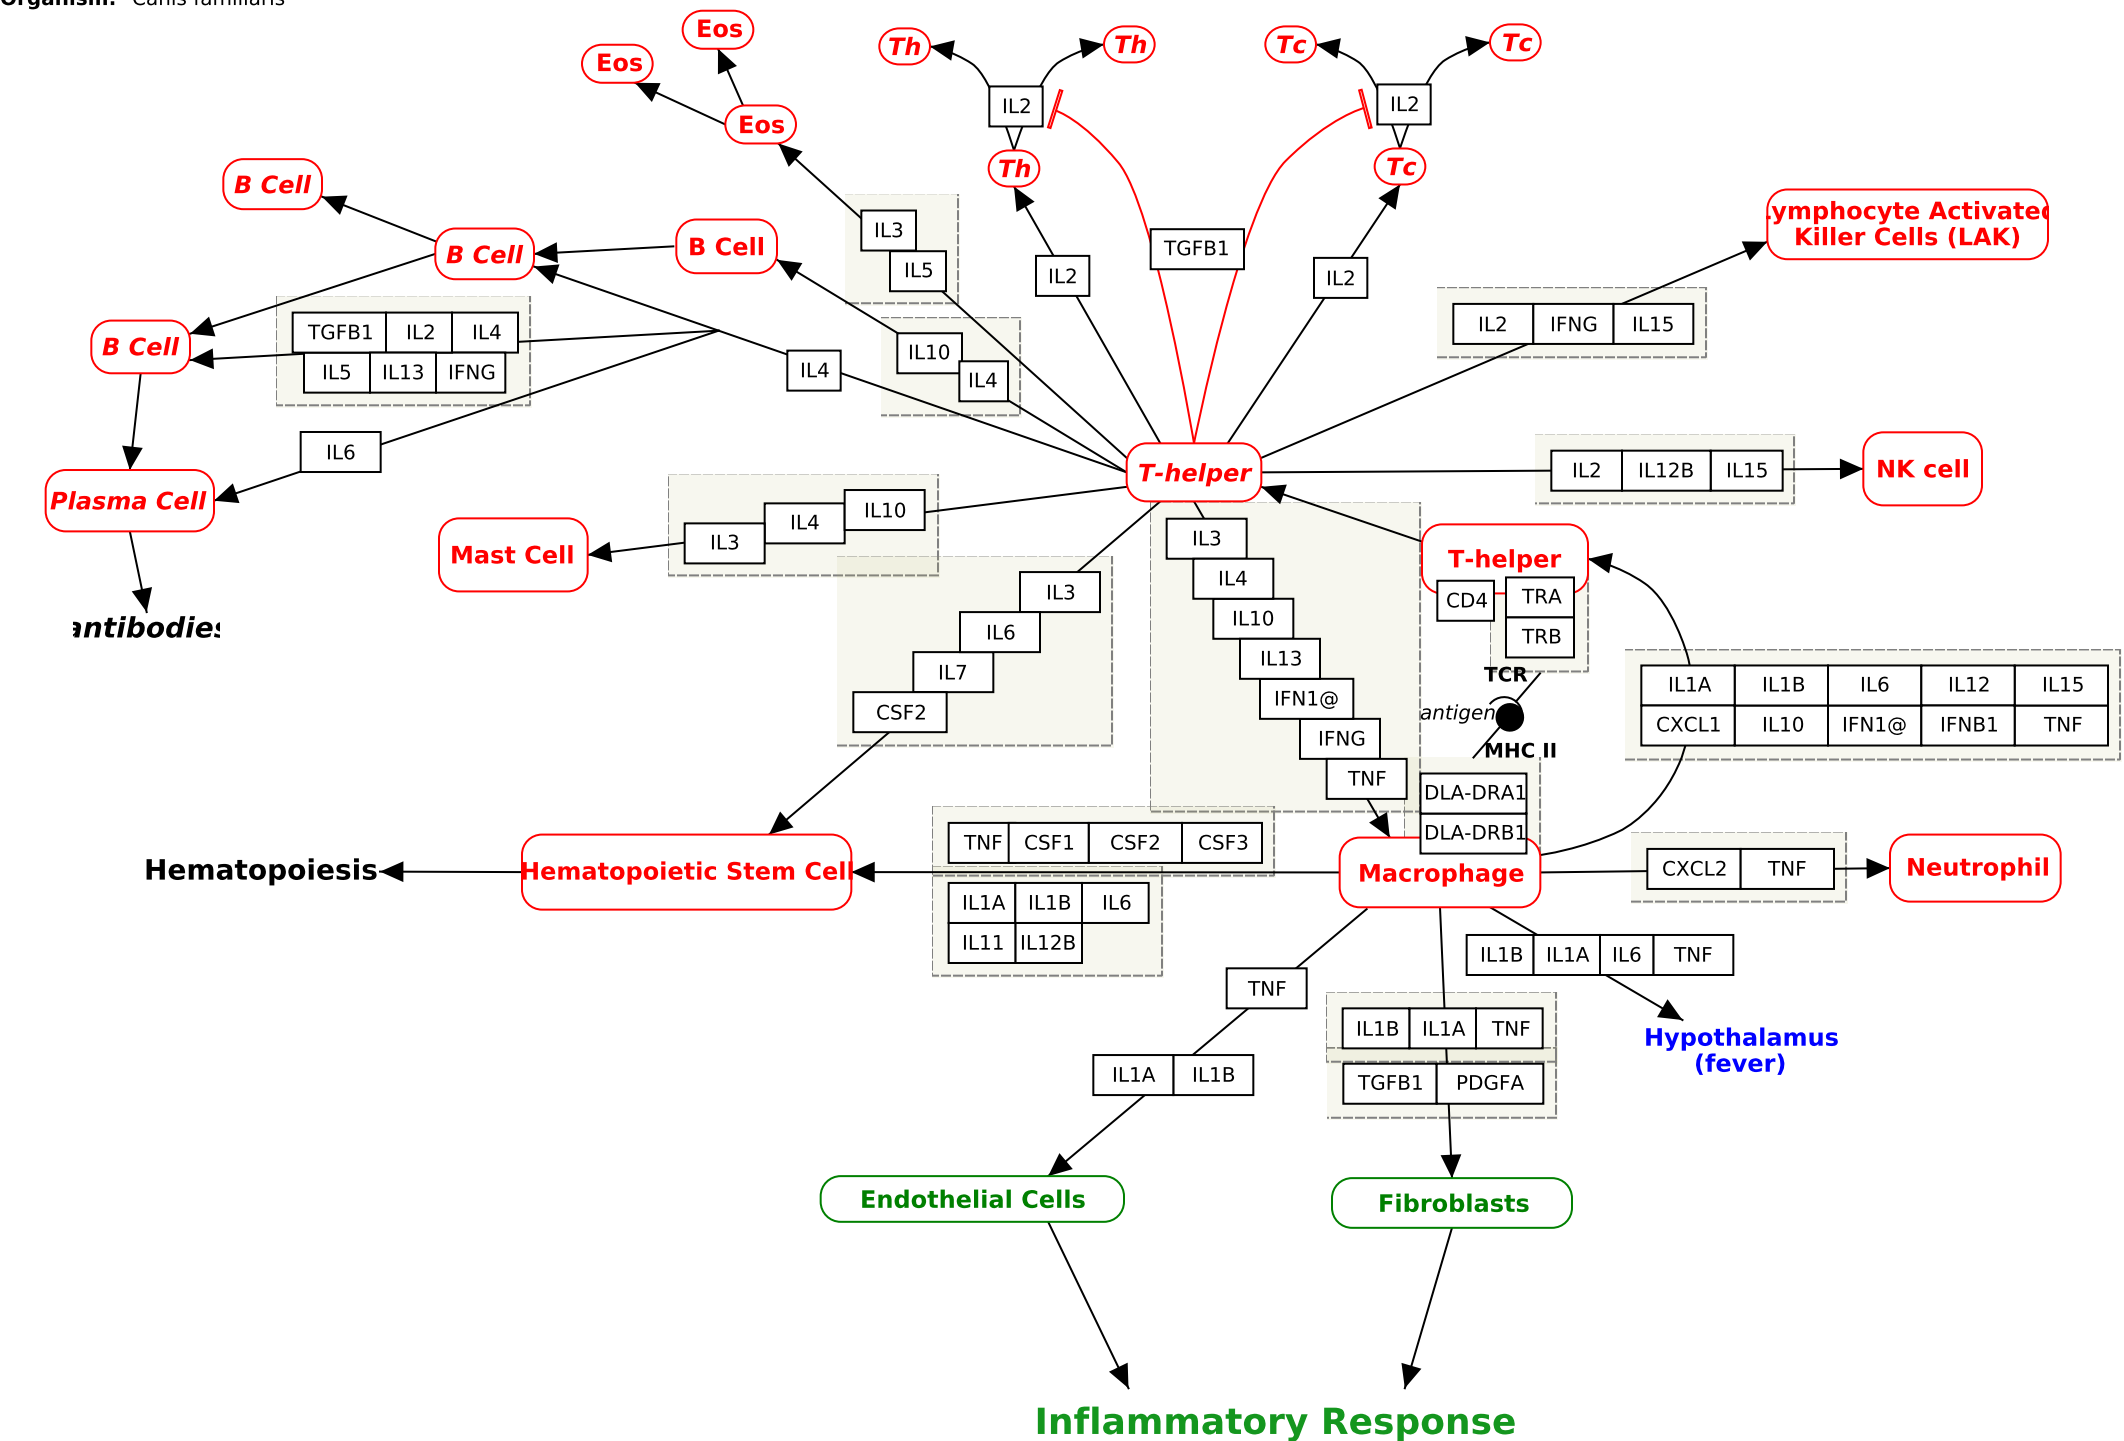 Organism: Canis familiaris
Eos
Eos
Eos
Th
Th
IL2
Th
Tc
Tc
IL2
Tc
B Cell
B Cell
B Cell
IL3
IL5
IL2
TGFB1
IL2
Lymphocyte Activated
Killer Cells (LAK)
B Cell
TGFB1 IL2 IL4
IL5 IL13 IFNG
IL10
IL4
IL4
IL2 IFNG IL15
IL6
Plasma Cell
antibodies
Mast Cell
IL3
IL4
IL10
T-helper
IL2 IL12B IL15
NK cell
IL3
IL6
IL7
CSF2
IL3
IL4
IL10
IL13
IFN1@
IFNG
TNF
T-helper
CD4
TRA
TRB
TCR
antigen
MHC II
DLA-DRA1
DLA-DRB1
IL1A IL1B IL6 IL12 IL15
CXCL1 IL10 IFN1@ IFNB1 TNF
Hematopoiesis
Hematopoietic Stem Cell
TNF CSF1 CSF2 CSF3
IL1A IL1B IL6
IL11 IL12B
Macrophage
CXCL2 TNF
Neutrophil
TNF
IL1A IL1B
IL1B IL1A TNF
TGFB1 PDGFA
IL1B IL1A IL6 TNF
Hypothalamus
(fever)
Endothelial Cells
Fibroblasts
Inflammatory Response